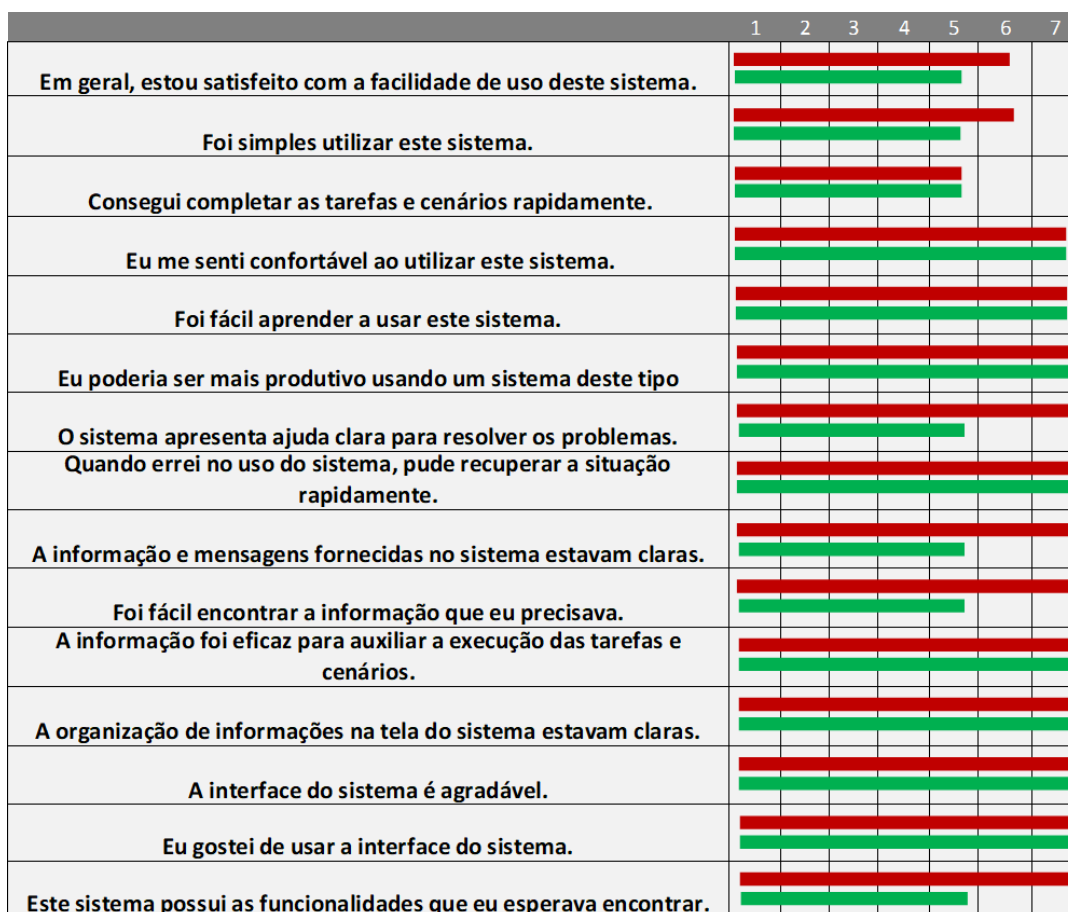 1 2 3 4 5 6 7
Em geral, estou satisfeito com a facilidade de uso deste sistema.
Foi simples utilizar este sistema.
Consegui completar as tarefas e cenários rapidamente.
Eu me senti confortável ao utilizar este sistema.
Foi fácil aprender a usar este sistema.
Eu poderia ser mais produtivo usando um sistema deste tipo
O sistema apresenta ajuda clara para resolver os problemas.
Quando errei no uso do sistema, pude recuperar a situação
rapidamente.
A informação e mensagens fornecidas no sistema estavam claras.
Foi fácil encontrar a informação que eu precisava.
A informação foi eficaz para auxiliar a execução das tarefas e
cenários.
A organização de informações na tela do sistema estavam claras.
A interface do sistema é agradável.
Eu gostei de usar a interface do sistema.
Este sistema possui as funcionalidades que eu esperava encontrar.